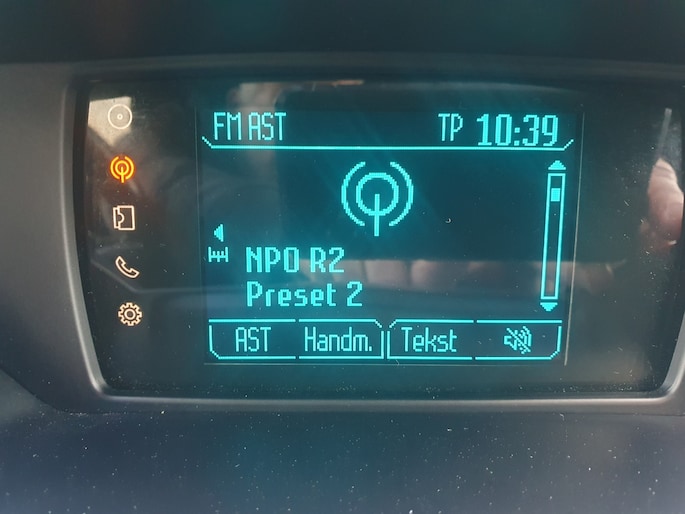 FM AST TP 10:39
NPO R2
Preset 2
AST Handm. Tekst